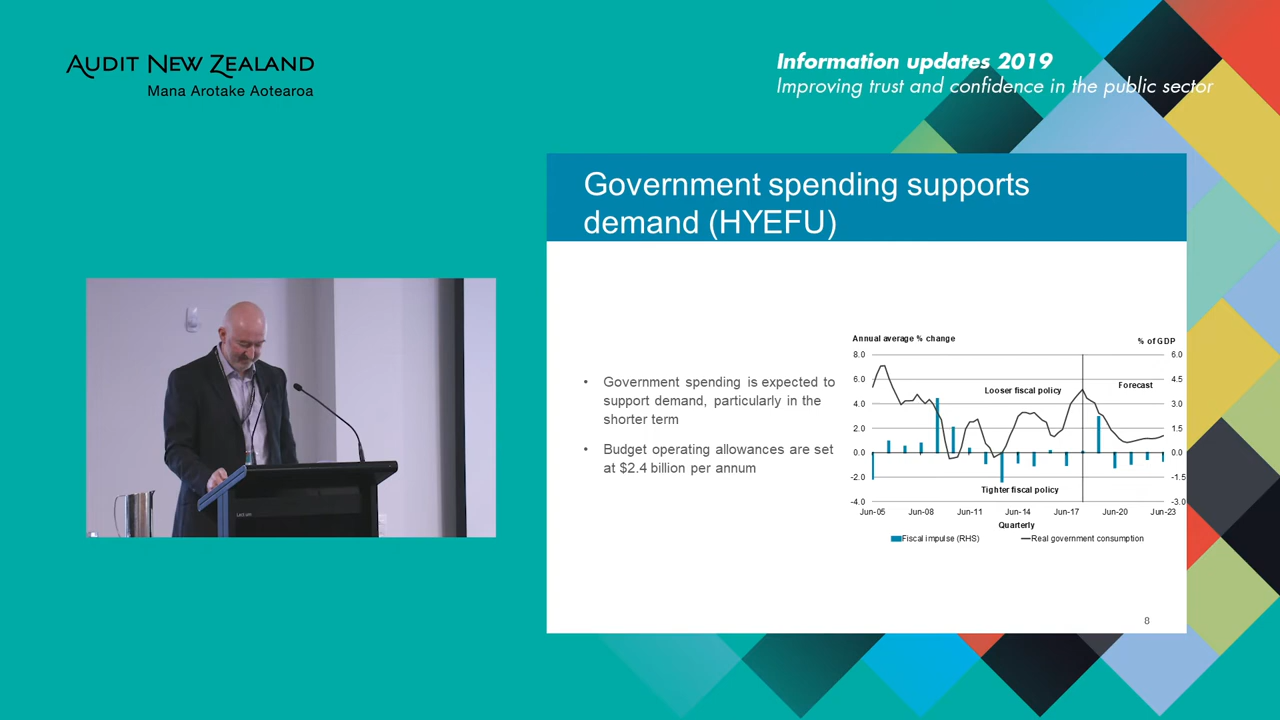 AUDIT NEW ZEALAND
Mana Arotake Aotearoa
Information updates 2019
Improving trust and confidence in the public sector
Government spending supports
demand (HYEFU)
• Government spending is expected to
support demand, particularly in the
shorter term
• Budget operating allowances are set
at $2.4 billion per annum
Annual average % change
% of GDP
8.0
6.0
4.0
2.0
0.0
-2.0
-4.0
6.0
4.5
3.0
1.5
0.0
-1.5
-3.0
Looser fiscal policy
Forecast
Tighter fiscal policy
Jun-05 Jun-08 Jun-11 Jun-14 Jun-17 Jun-20 Jun-23
Quarterly
Fiscal impulse (RHS) Real government consumption
8